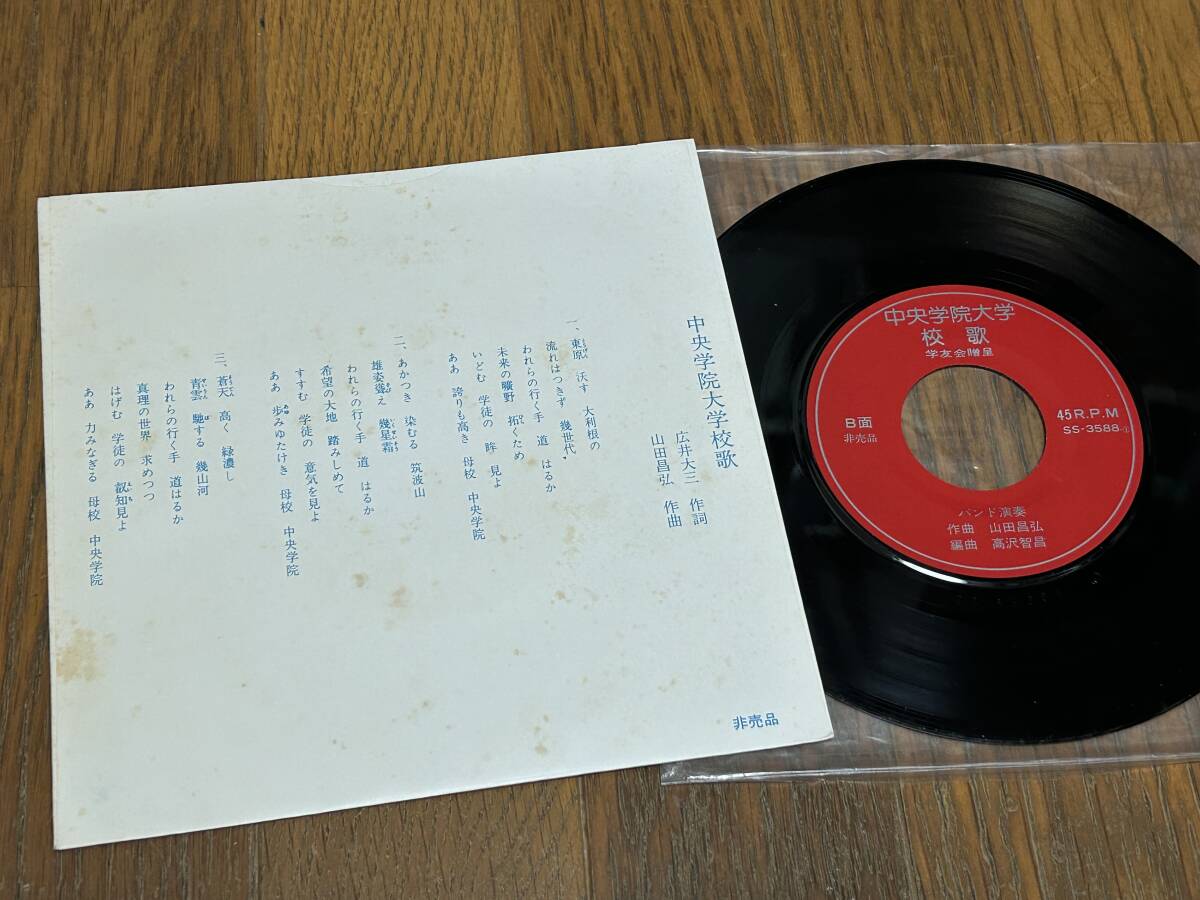 中央学院大学校歌
広井大三 作詞
山田昌弘 作曲
一、東原 沃す 大利根の
流れはつきず 幾世代
われらの行く手 道 はるか
未来の曠野 拓くため
いどむ 学徒の 眸 見よ
ああ 誇りも高き 母校 中央学院
二、あかつき 染むる 筑波山
雄姿聳え 幾星霜
われらの行く手 道 はるか
希望の大地 踏みしめて
すすむ 学徒の 意気を見よ
ああ 歩みゆたけき 母校 中央学院
三、蒼天 高く 緑濃し
青雲 馳する 幾山河
われらの行く手 道はるか
真理の世界 求めつつ
はげむ 学徒の 叡知見よ
ああ 力みなぎる 母校 中央学院
非売品
中央学院大学
校歌
学友会贈呈
B面
非売品
45R.P.M
SS-3588-①
バンド演奏
作曲 山田昌弘
編曲 高沢智昌